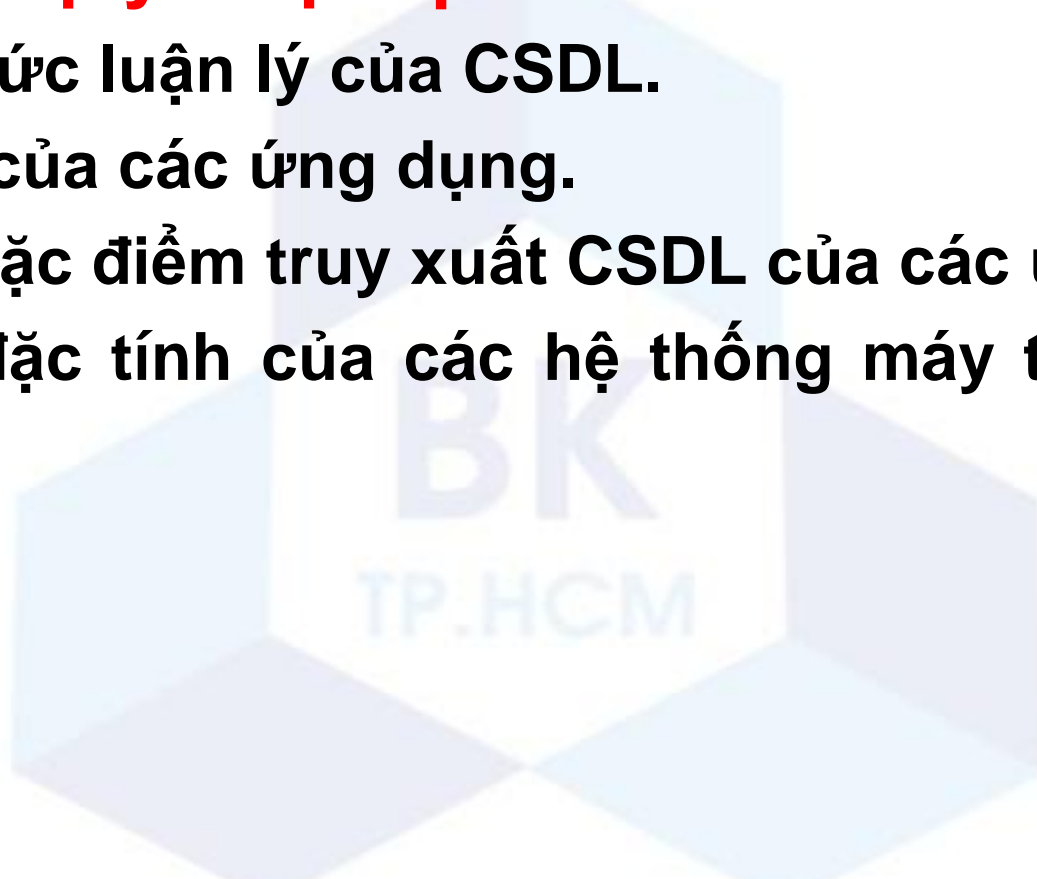 ức luận lý của CSDL.
của các ứng dụng.
ặc điểm truy xuất CSDL của các
đặc tính của các hệ thống máy
BK
TP.HCM